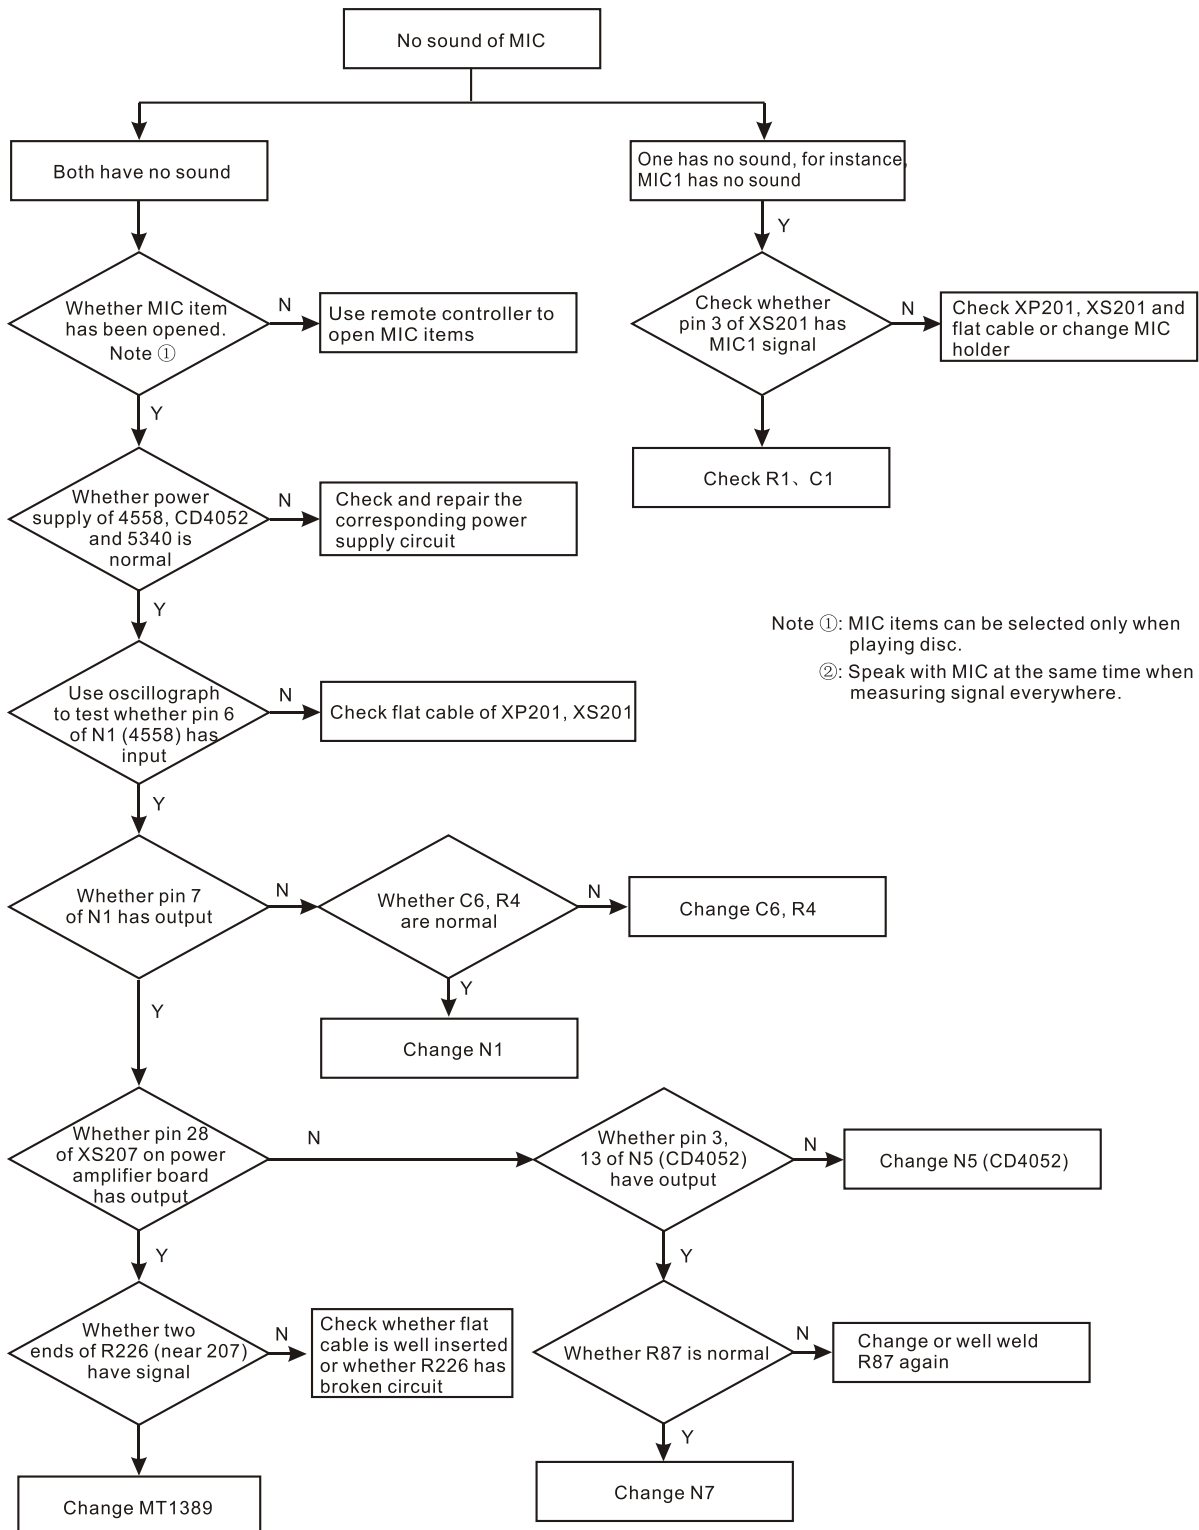 No sound of MIC
Both have no sound
One has no sound, for instance,
MIC1 has no sound
Y
Whether MIC item
has been opened.
Note ①
N
Use remote controller to
open MIC items
Check whether
pin 3 of XS201 has
MIC1 signal
N
Check XP201, XS201 and
flat cable or change MIC
holder
Y
Check R1、C1
Whether power
supply of 4558, CD4052
and 5340 is
normal
N
Check and repair the
corresponding power
supply circuit
Y
Note ①: MIC items can be selected only when
playing disc.
②: Speak with MIC at the same time when
measuring signal everywhere.
Use oscillograph
to test whether pin 6
of N1 (4558) has
input
N
Check flat cable of XP201, XS201
Y
Whether pin 7
of N1 has output
N
Whether C6, R4
are normal
N
Change C6, R4
Y
Y
Change N1
Whether pin 28
of XS207 on power
amplifier board
has output
N
Whether pin 3,
13 of N5 (CD4052)
have output
N
Change N5 (CD4052)
Y
Y
Whether two
ends of R226 (near 207)
have signal
N
Check whether flat
cable is well inserted
or whether R226 has
broken circuit
Whether R87 is normal
N
Change or well weld
R87 again
Y
Change MT1389
Change N7